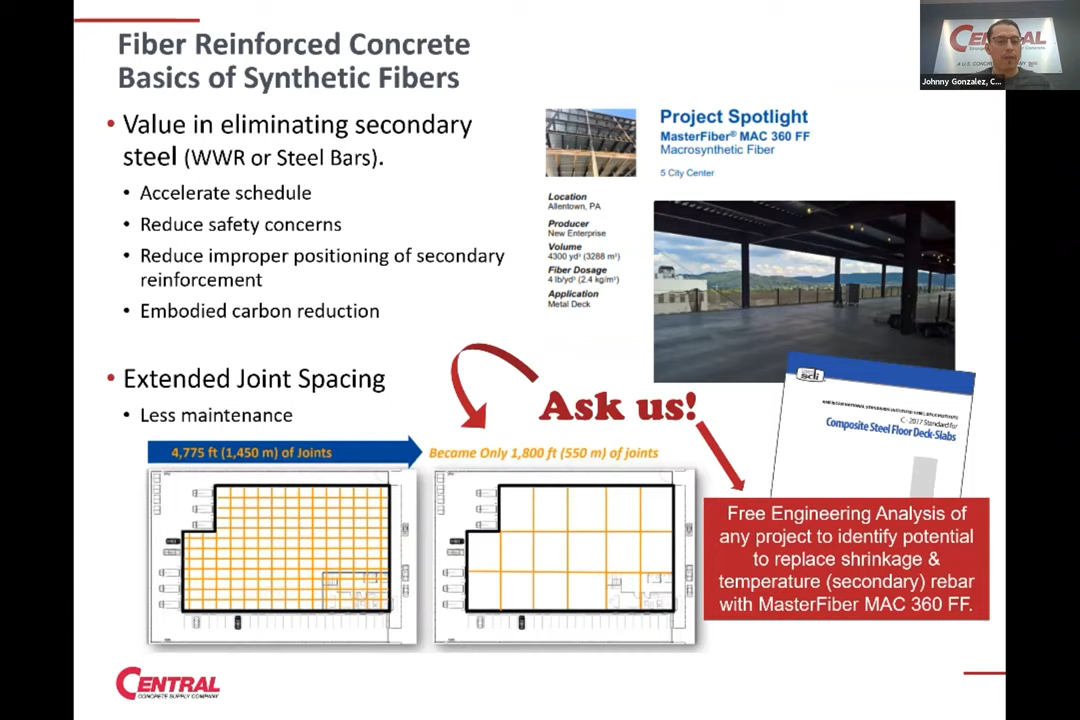 Fiber Reinforced Concrete
Basics of Synthetic Fibers
• Value in eliminating secondary
steel (WWR or Steel Bars).
• Accelerate schedule
• Reduce safety concerns
• Reduce improper positioning of secondary
reinforcement
• Embodied carbon reduction
• Extended Joint Spacing
• Less maintenance
4,775 ft (1,450 m) of Joints
Became Only 1,800 ft (550 m) of joints
Project Spotlight
MasterFiber® MAC 360 FF
Macrosynthetic Fiber
5 City Center
Location
Allentown, PA
Producer
New Enterprise
Volume
4300 yd³ (3288 m³)
Fiber Dosage
4 lb/yd³ (2.4 kg/m³)
Application
Metal Deck
Ask us!
sdi
C - 2017 Standard for
Composite Steel Floor Deck-Slabs
Free Engineering Analysis of
any project to identify potential
to replace shrinkage &
temperature (secondary) rebar
with MasterFiber MAC 360 FF.
CENTRAL
CONCRETE SUPPLY COMPANY
CENTRAL
Johnny Gonzalez, C...